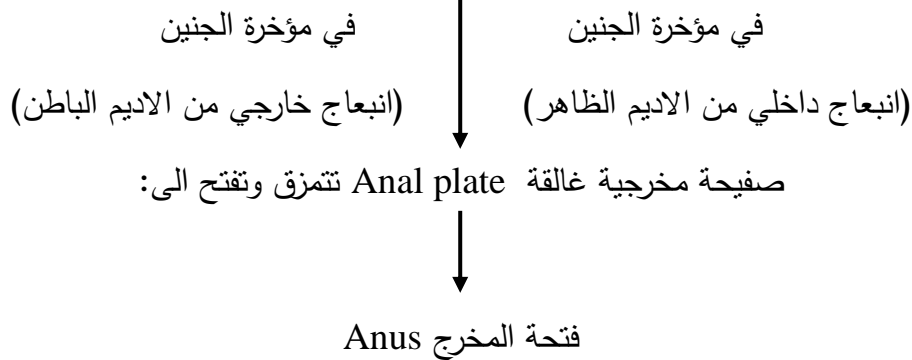 في مؤخرة الجنين في مؤخرة الجنين
(انبعاج داخلي من الاديم الظاهر) (انبعاج خارجي من الاديم الباطن)
صفيحة مخرجية غالقة Anal plate تتمزق وتفتح الى:
فتحة المخرج Anus